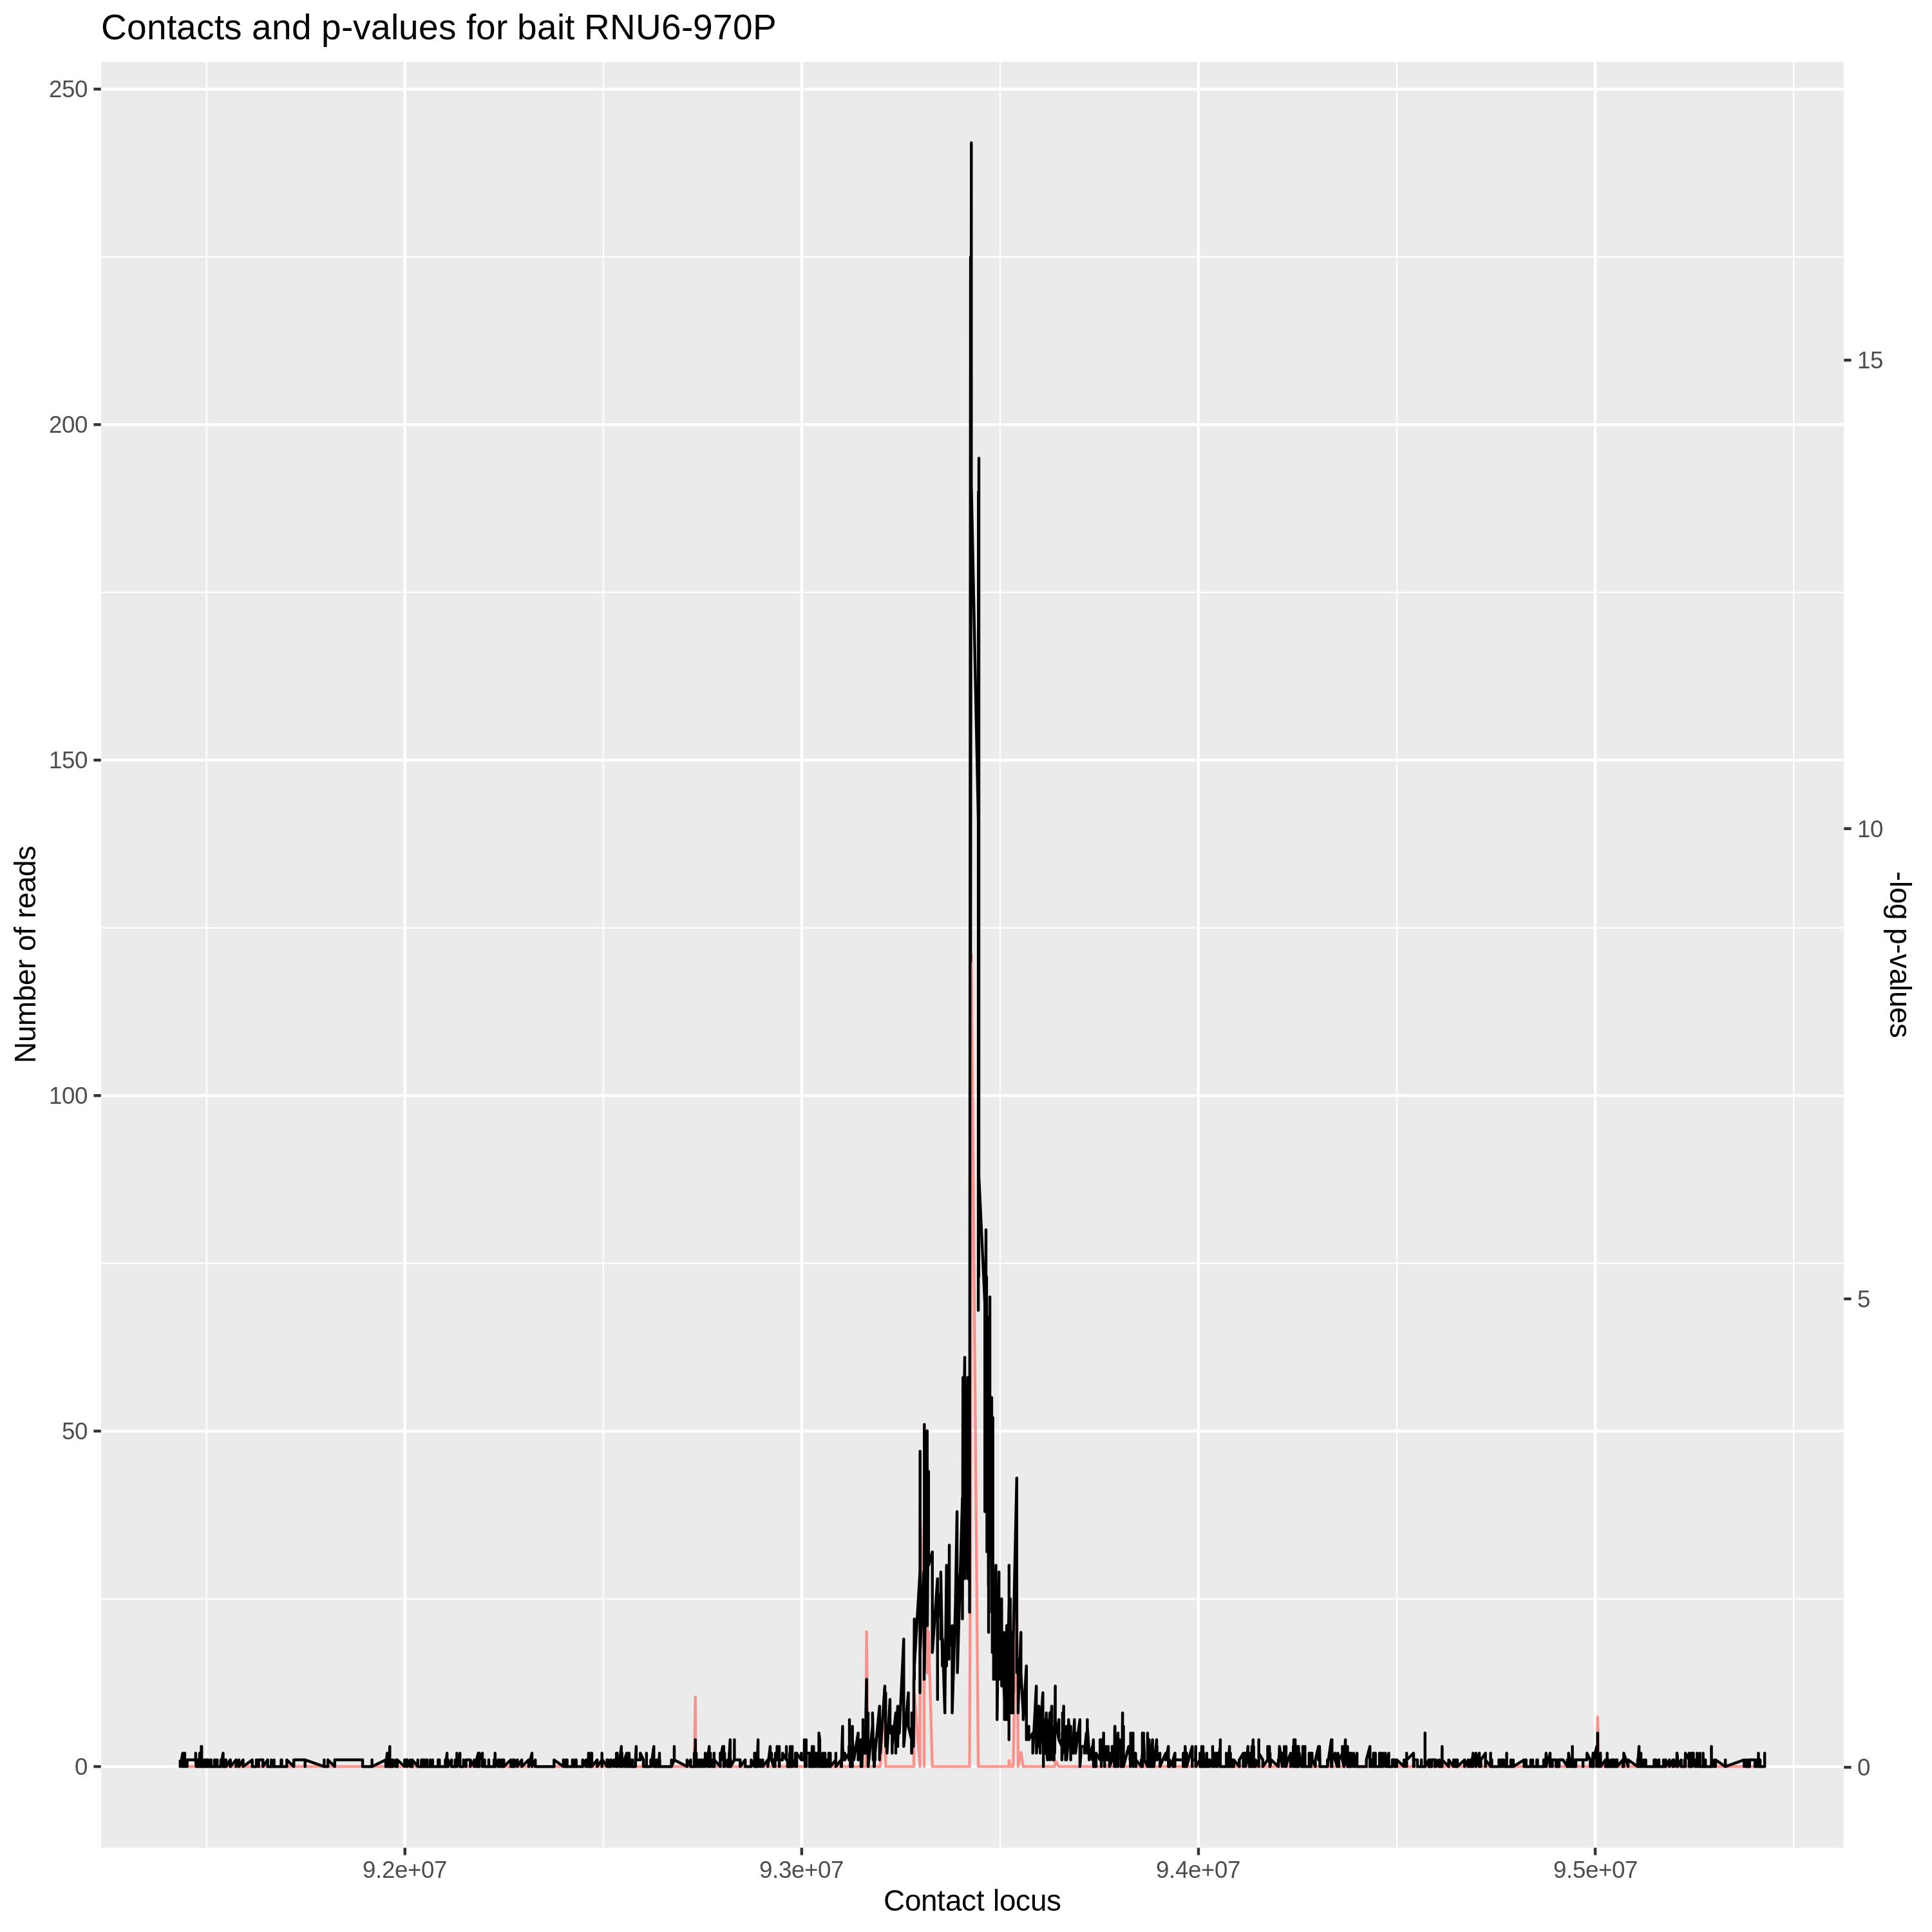 Contacts and p-values for bait RNU6-970P
250
200
150
100
50
0
Number of reads
15
10
5
0
-log p-values
9.2e+07
9.3e+07
9.4e+07
9.5e+07
Contact locus